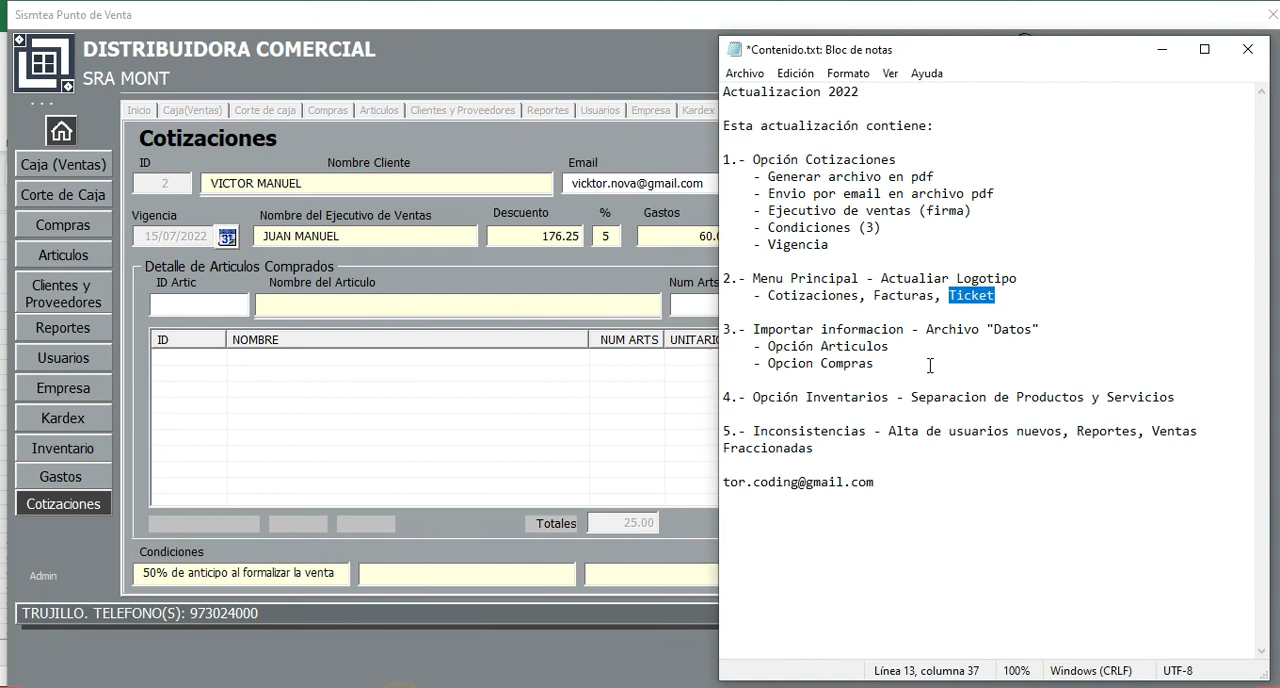 Sismtea Punto de Venta
DISTRIBUIDORA COMERCIAL
SRA MONT
Inicio Caja(Ventas) Corte de caja Compras Articulos Clientes y Proveedores Reportes Usuarios Empresa Kardex
Caja (Ventas)
Corte de Caja
Compras
Articulos
Clientes y
Proveedores
Reportes
Usuarios
Empresa
Kardex
Inventario
Gastos
Cotizaciones
Admin
Cotizaciones
ID Nombre Cliente Email
2 VICTOR MANUEL vicktor.nova@gmail.com
Vigencia Nombre del Ejecutivo de Ventas Descuento % Gastos
15/07/2022 31 JUAN MANUEL 176.25 5 60.0
Detalle de Articulos Comprados
ID Artic Nombre del Articulo Num Arts
ID NOMBRE NUM ARTS UNITARIO
Totales 25.00
Condiciones
50% de anticipo al formalizar la venta
TRUJILLO. TELEFONO(S): 973024000
*Contenido.txt: Bloc de notas
Archivo Edición Formato Ver Ayuda
Actualizacion 2022
Esta actualización contiene:
1.- Opción Cotizaciones
- Generar archivo en pdf
- Envio por email en archivo pdf
- Ejecutivo de ventas (firma)
- Condiciones (3)
- Vigencia
2.- Menu Principal - Actualiar Logotipo
- Cotizaciones, Facturas, Ticket
3.- Importar informacion - Archivo "Datos"
- Opción Articulos
- Opcion Compras
4.- Opción Inventarios - Separacion de Productos y Servicios
5.- Inconsistencias - Alta de usuarios nuevos, Reportes, Ventas
Fraccionadas
tor.coding@gmail.com
Línea 13, columna 37 100% Windows (CRLF) UTF-8